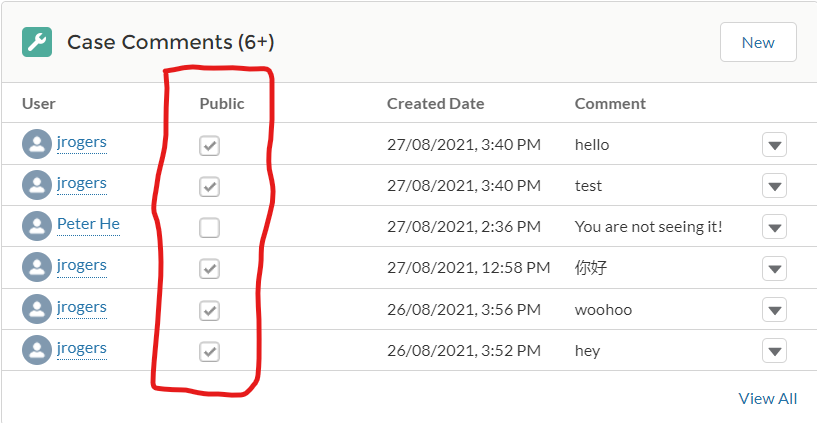 Case Comments (6+) New
User Public Created Date Comment
jrogers 27/08/2021, 3:40 PM hello
jrogers 27/08/2021, 3:40 PM test
Peter He 27/08/2021, 2:36 PM You are not seeing it!
jrogers 27/08/2021, 12:58 PM 你好
jrogers 26/08/2021, 3:56 PM woohoo
jrogers 26/08/2021, 3:52 PM hey
View All